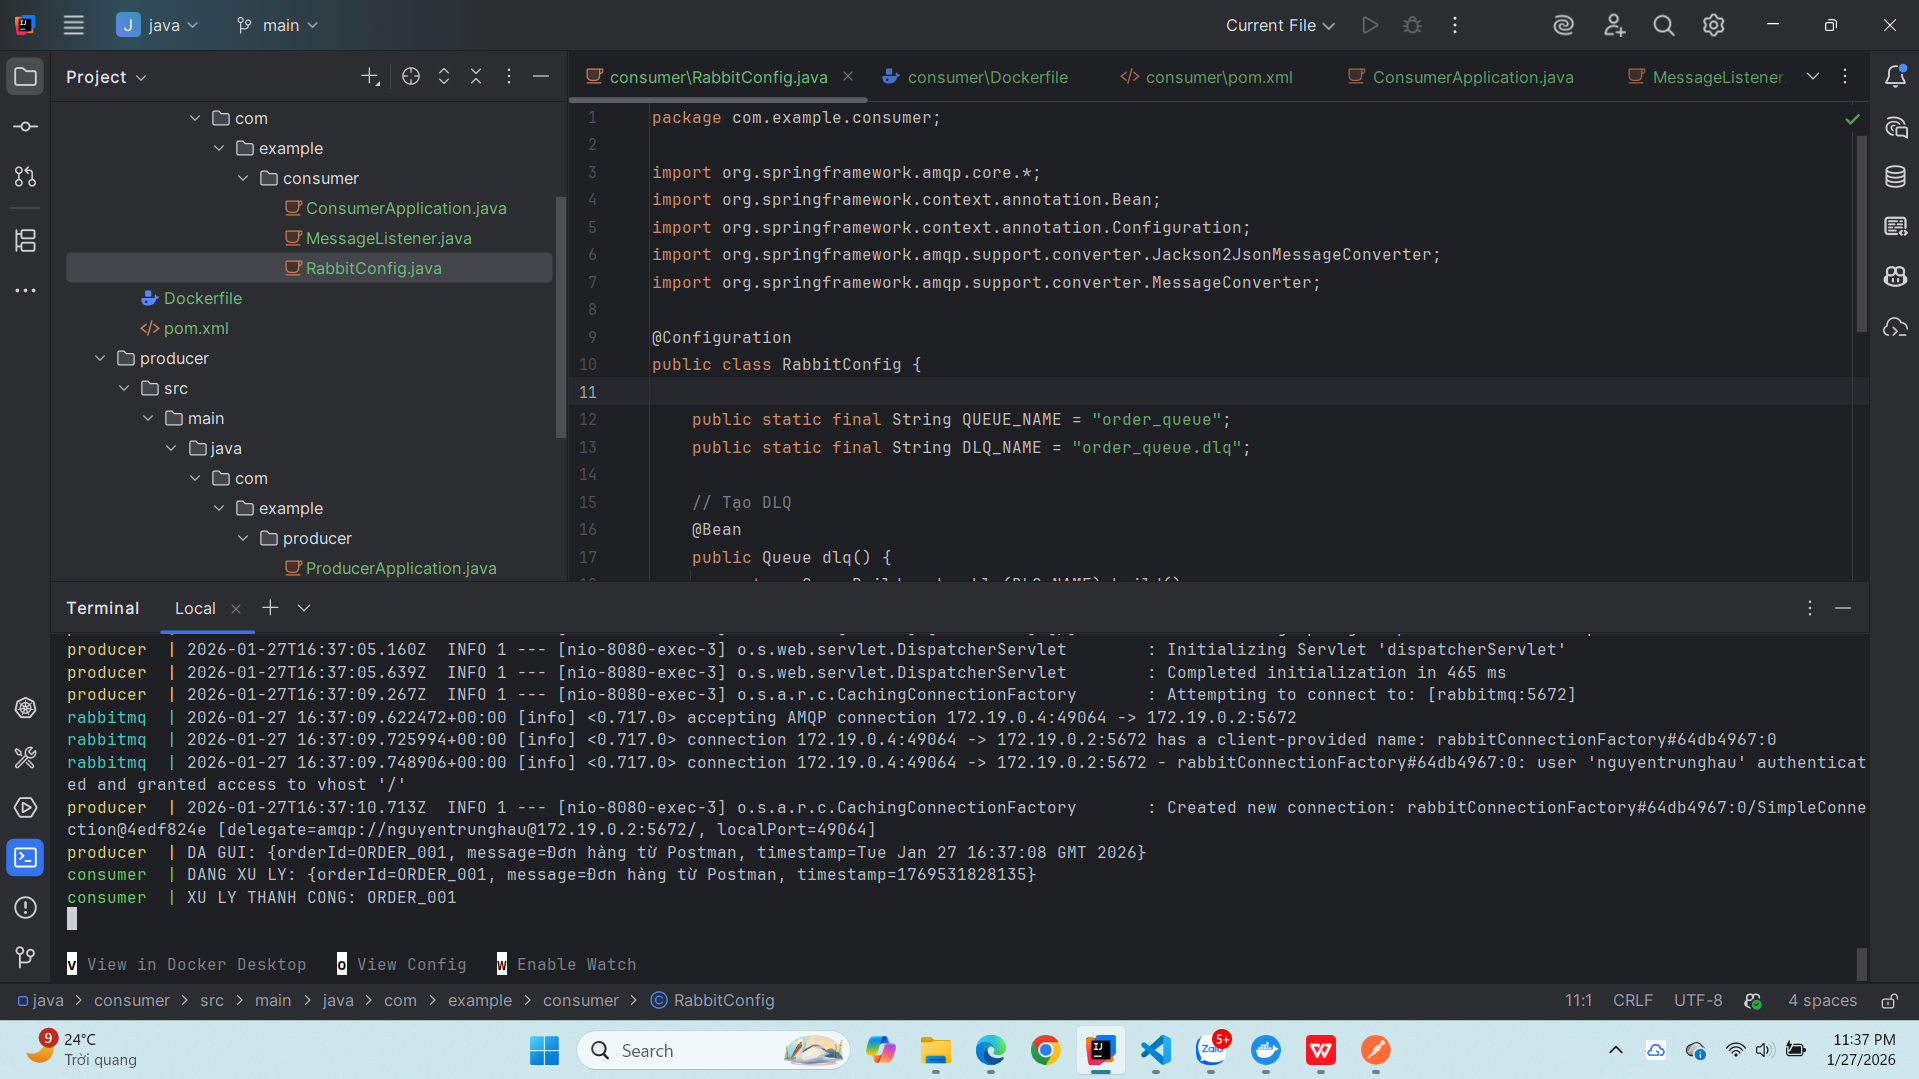 java
main
Current File
Project
consumer\RabbitConfig.java
consumer\Dockerfile
consumer\pom.xml
ConsumerApplication.java
MessageListener
com
example
consumer
ConsumerApplication.java
MessageListener.java
RabbitConfig.java
Dockerfile
pom.xml
producer
src
main
java
com
example
producer
ProducerApplication.java
1 package com.example.consumer;
2
3 import org.springframework.amqp.core.*;
4 import org.springframework.context.annotation.Bean;
5 import org.springframework.context.annotation.Configuration;
6 import org.springframework.amqp.support.converter.Jackson2JsonMessageConverter;
7 import org.springframework.amqp.support.converter.MessageConverter;
8
9 @Configuration
10 public class RabbitConfig {
11
12 public static final String QUEUE_NAME = "order_queue";
13 public static final String DLQ_NAME = "order_queue.dlq";
14
15 // Tạo DLQ
16 @Bean
17 public Queue dlq() {
Terminal Local
producer | 2026-01-27T16:37:05.160Z INFO 1 --- [nio-8080-exec-3] o.s.web.servlet.DispatcherServlet : Initializing Servlet 'dispatcherServlet'
producer | 2026-01-27T16:37:05.639Z INFO 1 --- [nio-8080-exec-3] o.s.web.servlet.DispatcherServlet : Completed initialization in 465 ms
producer | 2026-01-27T16:37:09.267Z INFO 1 --- [nio-8080-exec-3] o.s.a.r.c.CachingConnectionFactory : Attempting to connect to: [rabbitmq:5672]
rabbitmq | 2026-01-27 16:37:09.622472+00:00 [info] <0.717.0> accepting AMQP connection 172.19.0.4:49064 -> 172.19.0.2:5672
rabbitmq | 2026-01-27 16:37:09.725994+00:00 [info] <0.717.0> connection 172.19.0.4:49064 -> 172.19.0.2:5672 has a client-provided name: rabbitConnectionFactory#64db4967:0
rabbitmq | 2026-01-27 16:37:09.748906+00:00 [info] <0.717.0> connection 172.19.0.4:49064 -> 172.19.0.2:5672 - rabbitConnectionFactory#64db4967:0: user 'nguyentrunghau' authenticat
ed and granted access to vhost '/'
producer | 2026-01-27T16:37:10.713Z INFO 1 --- [nio-8080-exec-3] o.s.a.r.c.CachingConnectionFactory : Created new connection: rabbitConnectionFactory#64db4967:0/SimpleConne
ction@4edf824e [delegate=amqp://nguyentrunghau@172.19.0.2:5672/, localPort=49064]
producer | DA GUI: {orderId=ORDER_001, message=Đơn hàng từ Postman, timestamp=Tue Jan 27 16:37:08 GMT 2026}
consumer | DANG XU LY: {orderId=ORDER_001, message=Đơn hàng từ Postman, timestamp=1769531828135}
consumer | XU LY THANH CONG: ORDER_001
v View in Docker Desktop o View Config w Enable Watch
java > consumer > src > main > java > com > example > consumer > RabbitConfig
11:1 CRLF UTF-8 4 spaces
9 24°C
Trời quang
Search
5+
11:37 PM
1/27/2026